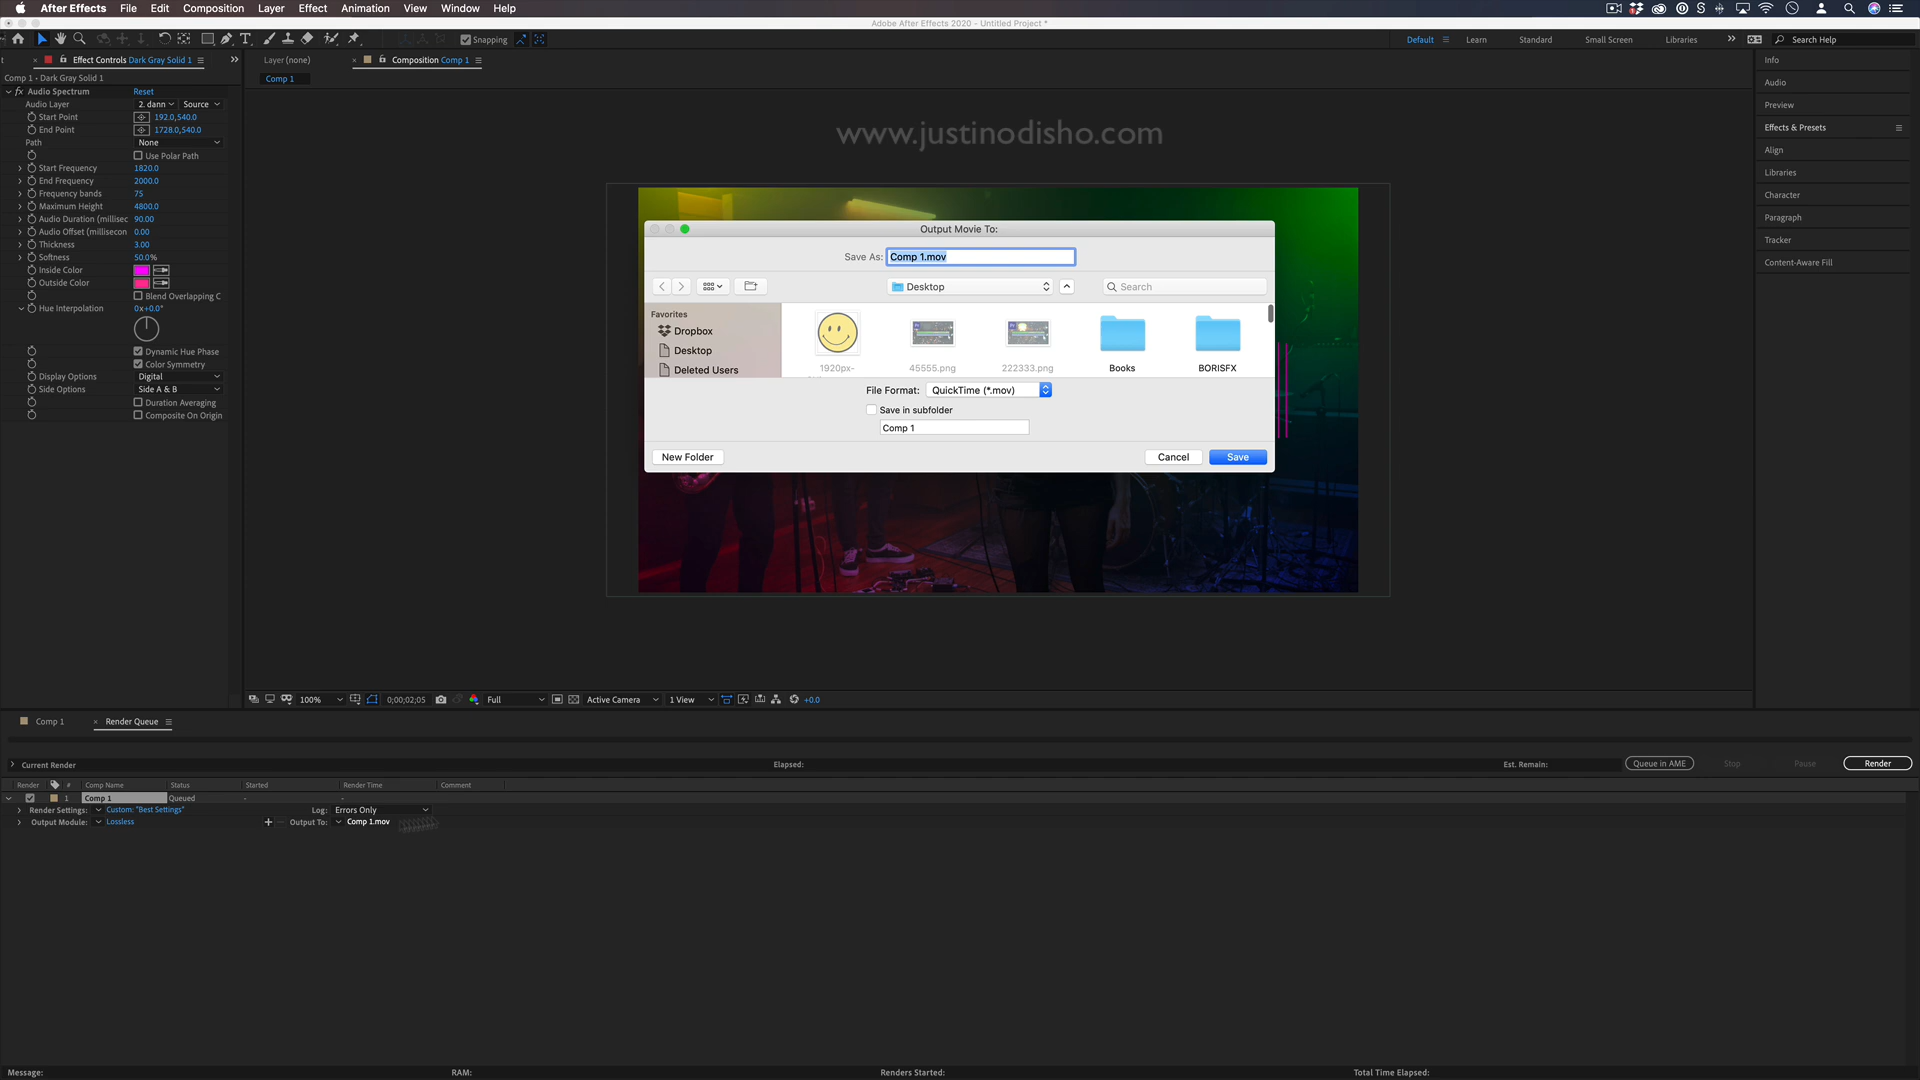 After Effects File Edit Composition Layer Effect Animation View Window Help
Adobe After Effects 2020 - Untitled Project *
Snapping
Default Learn Standard Small Screen Libraries Search Help
Effect Controls Dark Gray Solid 1
Layer (none)
Composition Comp 1
Comp 1 • Dark Gray Solid 1
Comp 1
fx Audio Spectrum Reset
Audio Layer 2. dann Source
Start Point 192.0,540.0
End Point 1728.0,540.0
Path None
Use Polar Path
Start Frequency 1820.0
End Frequency 2000.0
Frequency bands 75
Maximum Height 4800.0
Audio Duration (millisec 90.00
Audio Offset (millisecon 0.00
Thickness 3.00
Softness 50.0%
Inside Color
Outside Color
Blend Overlapping C
Hue Interpolation 0x+0.0°
Dynamic Hue Phase
Color Symmetry
Display Options Digital
Side Options Side A & B
Duration Averaging
Composite On Origin
www.justinodisho.com
Output Movie To:
Save As: Comp 1.mov
Desktop
Search
Favorites
Dropbox
Desktop
Deleted Users
1920px-
45555.png
222333.png
Books
BORISFX
File Format: QuickTime (*.mov)
Save in subfolder
Comp 1
New Folder Cancel Save
Info
Audio
Preview
Effects & Presets
Align
Libraries
Character
Paragraph
Tracker
Content-Aware Fill
100% 0;00;02;05 Full Active Camera 1 View +0.0
Comp 1 Render Queue
Current Render Elapsed: Est. Remain: Queue in AME Stop Pause Render
Render # Comp Name Status Started Render Time Comment
1 Comp 1 Queued - -
Render Settings: Custom: "Best Settings" Log: Errors Only
Output Module: Lossless Output To: Comp 1.mov
Message: RAM: Renders Started: Total Time Elapsed: